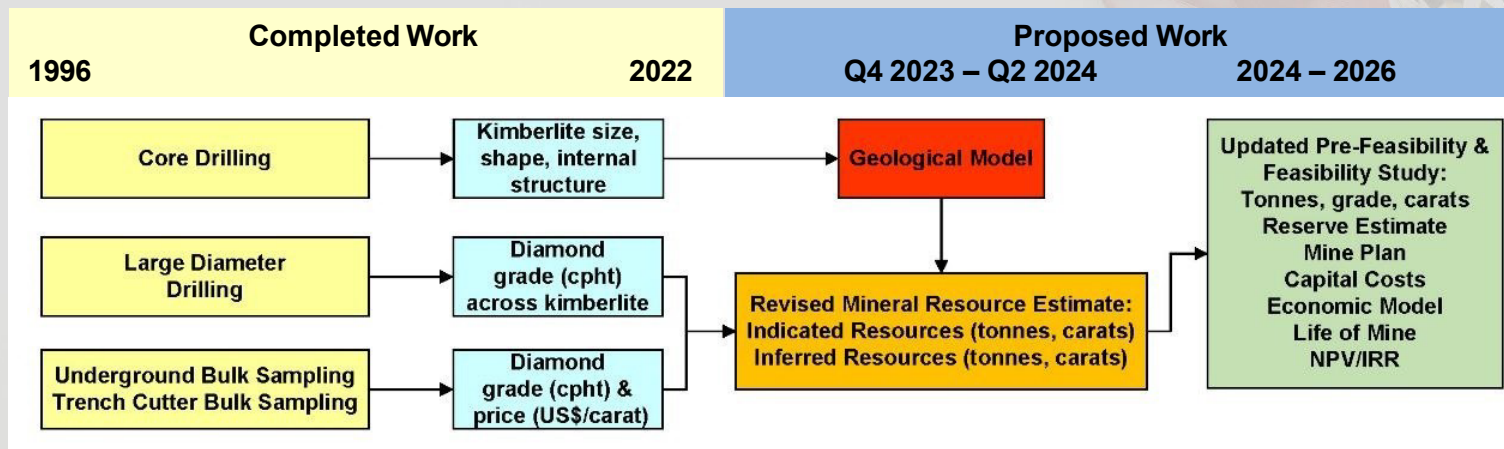 Completed Work
Proposed Work
1996
2022
Q4 2023 – Q2 2024
2024 – 2026
Core Drilling
Kimberlite size,
shape, internal
structure
Geological Model
Updated Pre-Feasibility &
Feasibility Study:
Tonnes, grade, carats
Reserve Estimate
Mine Plan
Capital Costs
Economic Model
Life of Mine
NPV/IRR
Large Diameter
Drilling
Diamond
grade (cpht)
across kimberlite
Revised Mineral Resource Estimate:
Indicated Resources (tonnes, carats)
Inferred Resources (tonnes, carats)
Underground Bulk Sampling
Trench Cutter Bulk Sampling
Diamond
grade (cpht) &
price (US$/carat)